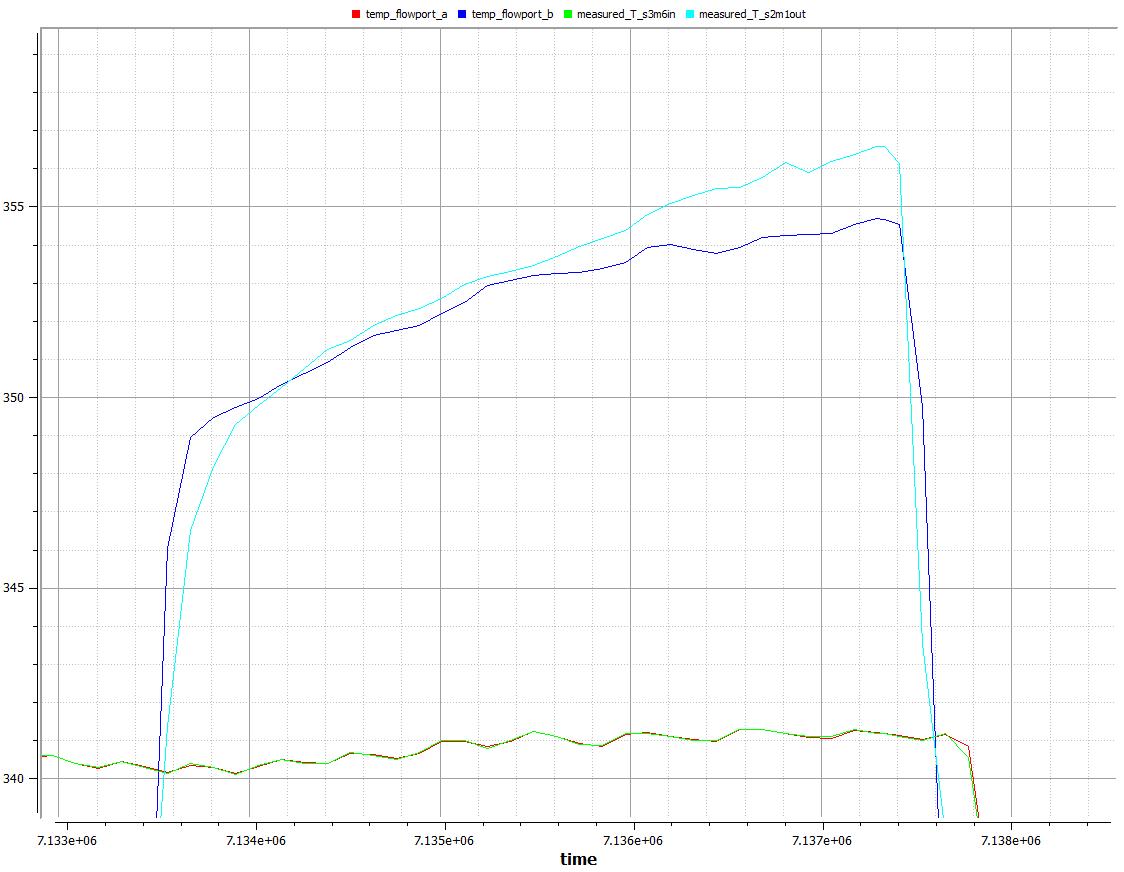 temp_flowport_a temp_flowport_b measured_T_s3m6in measured_T_s2m1out
355
350
345
340
7.133e+06 7.134e+06 7.135e+06 7.136e+06 7.137e+06 7.138e+06
time